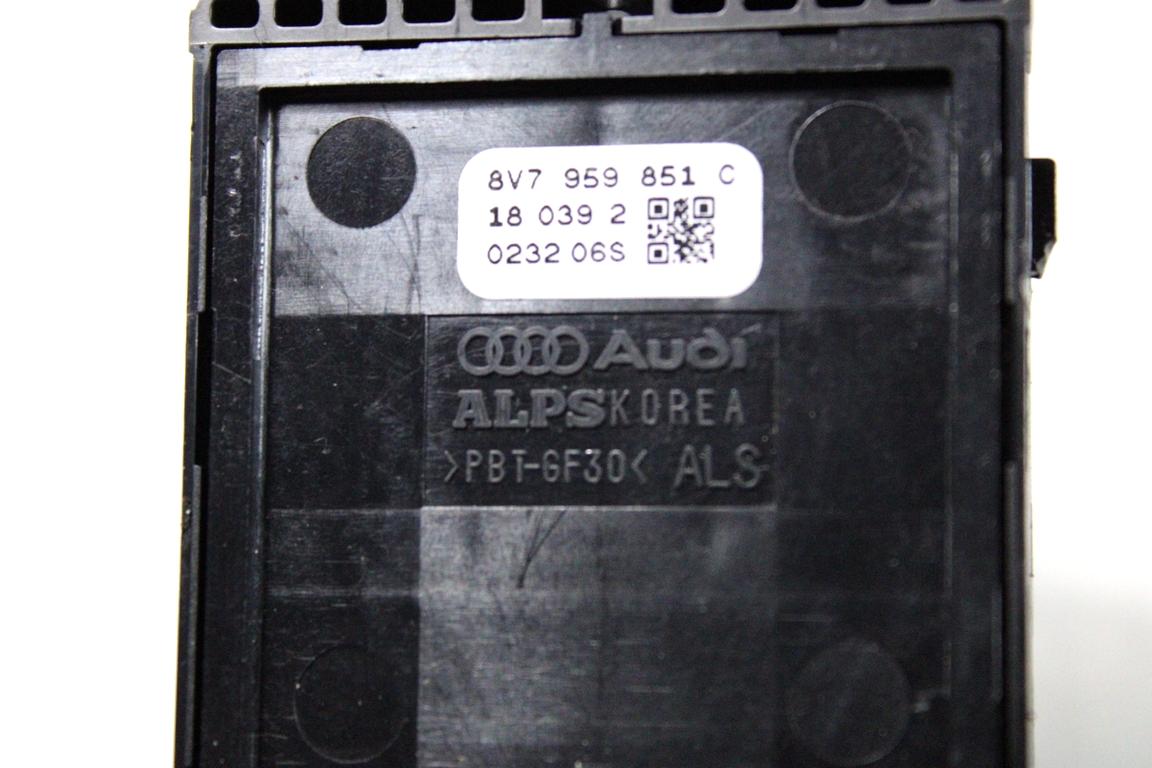 8V7 959 851 C
18 039 2
0232 06S
Audi
ALPS KOREA
>PBT-GF30< ALS